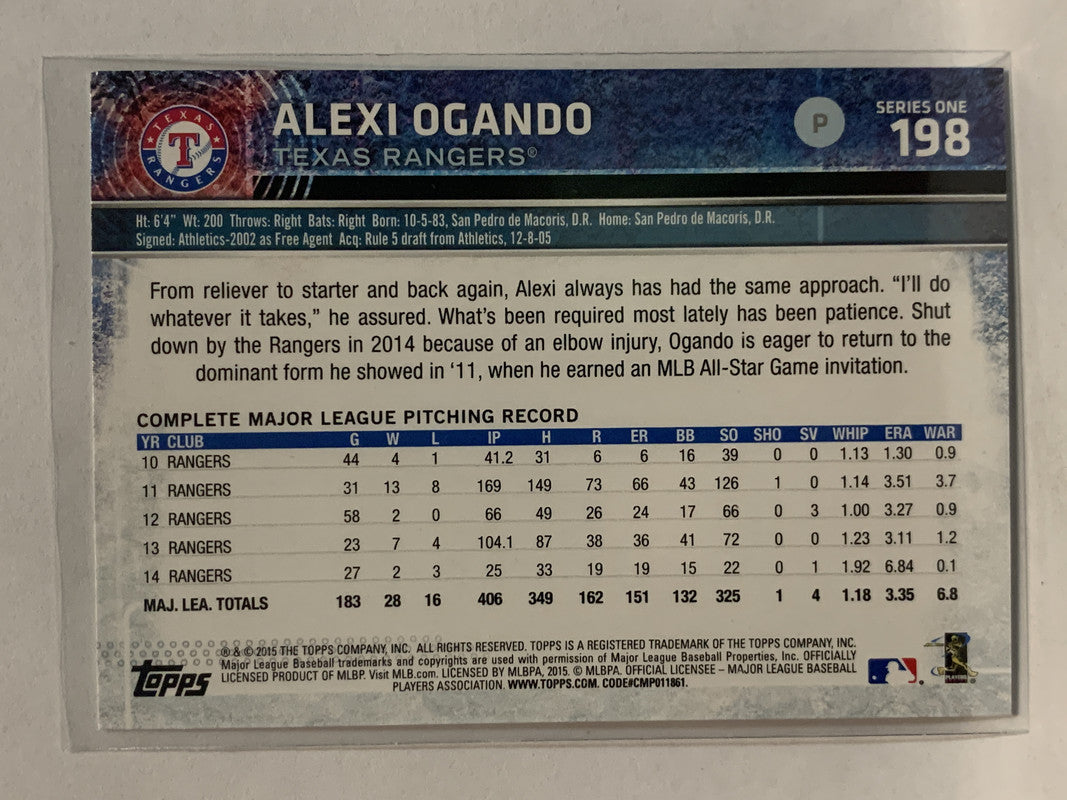 TEXAS
T
RANGERS
ALEXI OGANDO
TEXAS RANGERS®
P
SERIES ONE
198
Ht: 6'4" Wt: 200 Throws: Right Bats: Right Born: 10-5-83, San Pedro de Macoris, D.R. Home: San Pedro de Macoris, D.R.
Signed: Athletics-2002 as Free Agent Acq: Rule 5 draft from Athletics, 12-8-05
From reliever to starter and back again, Alexi always has had the same approach. “I'll do
whatever it takes,” he assured. What's been required most lately has been patience. Shut
down by the Rangers in 2014 because of an elbow injury, Ogando is eager to return to the
dominant form he showed in ‘11, when he earned an MLB All-Star Game invitation.
COMPLETE MAJOR LEAGUE PITCHING RECORD
YR CLUB G W L IP H R ER BB SO SHO SV WHIP ERA WAR
10 RANGERS 44 4 1 41.2 31 6 6 16 39 0 0 1.13 1.30 0.9
11 RANGERS 31 13 8 169 149 73 66 43 126 1 0 1.14 3.51 3.7
12 RANGERS 58 2 0 66 49 26 24 17 66 0 3 1.00 3.27 0.9
13 RANGERS 23 7 4 104.1 87 38 36 41 72 0 0 1.23 3.11 1.2
14 RANGERS 27 2 3 25 33 19 19 15 22 0 1 1.92 6.84 0.1
MAJ. LEA. TOTALS 183 28 16 406 349 162 151 132 325 1 4 1.18 3.35 6.8
® & © 2015 THE TOPPS COMPANY, INC. ALL RIGHTS RESERVED. TOPPS IS A REGISTERED TRADEMARK OF THE TOPPS COMPANY, INC.
Major League Baseball trademarks and copyrights are used with permission of Major League Baseball Properties, Inc. OFFICIALLY
LICENSED PRODUCT OF MLBP. Visit MLB.com. LICENSED BY MLBPA, 2015. © MLBPA. OFFICIAL LICENSEE – MAJOR LEAGUE BASEBALL
PLAYERS ASSOCIATION. WWW.TOPPS.COM. CODE#CMP011861.
Topps
PLAYERS